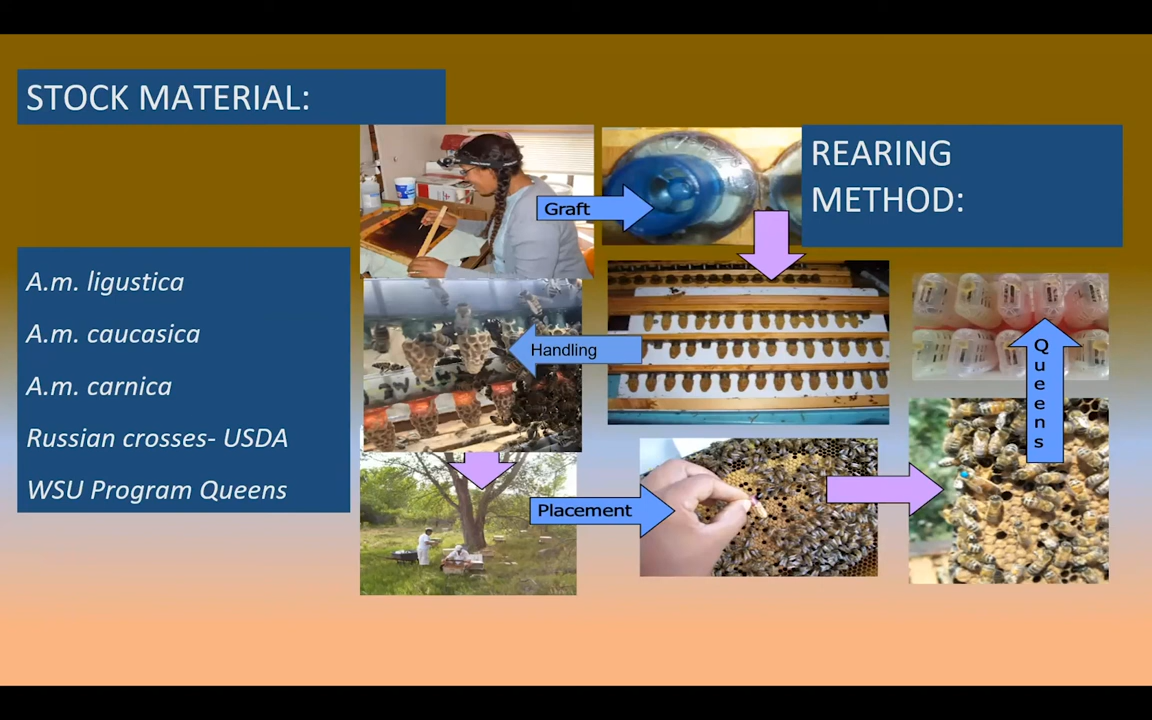 STOCK MATERIAL:
A.m. ligustica
A.m. caucasica
A.m. carnica
Russian crosses- USDA
WSU Program Queens
REARING
METHOD:
Graft
Handling
Placement
Queens